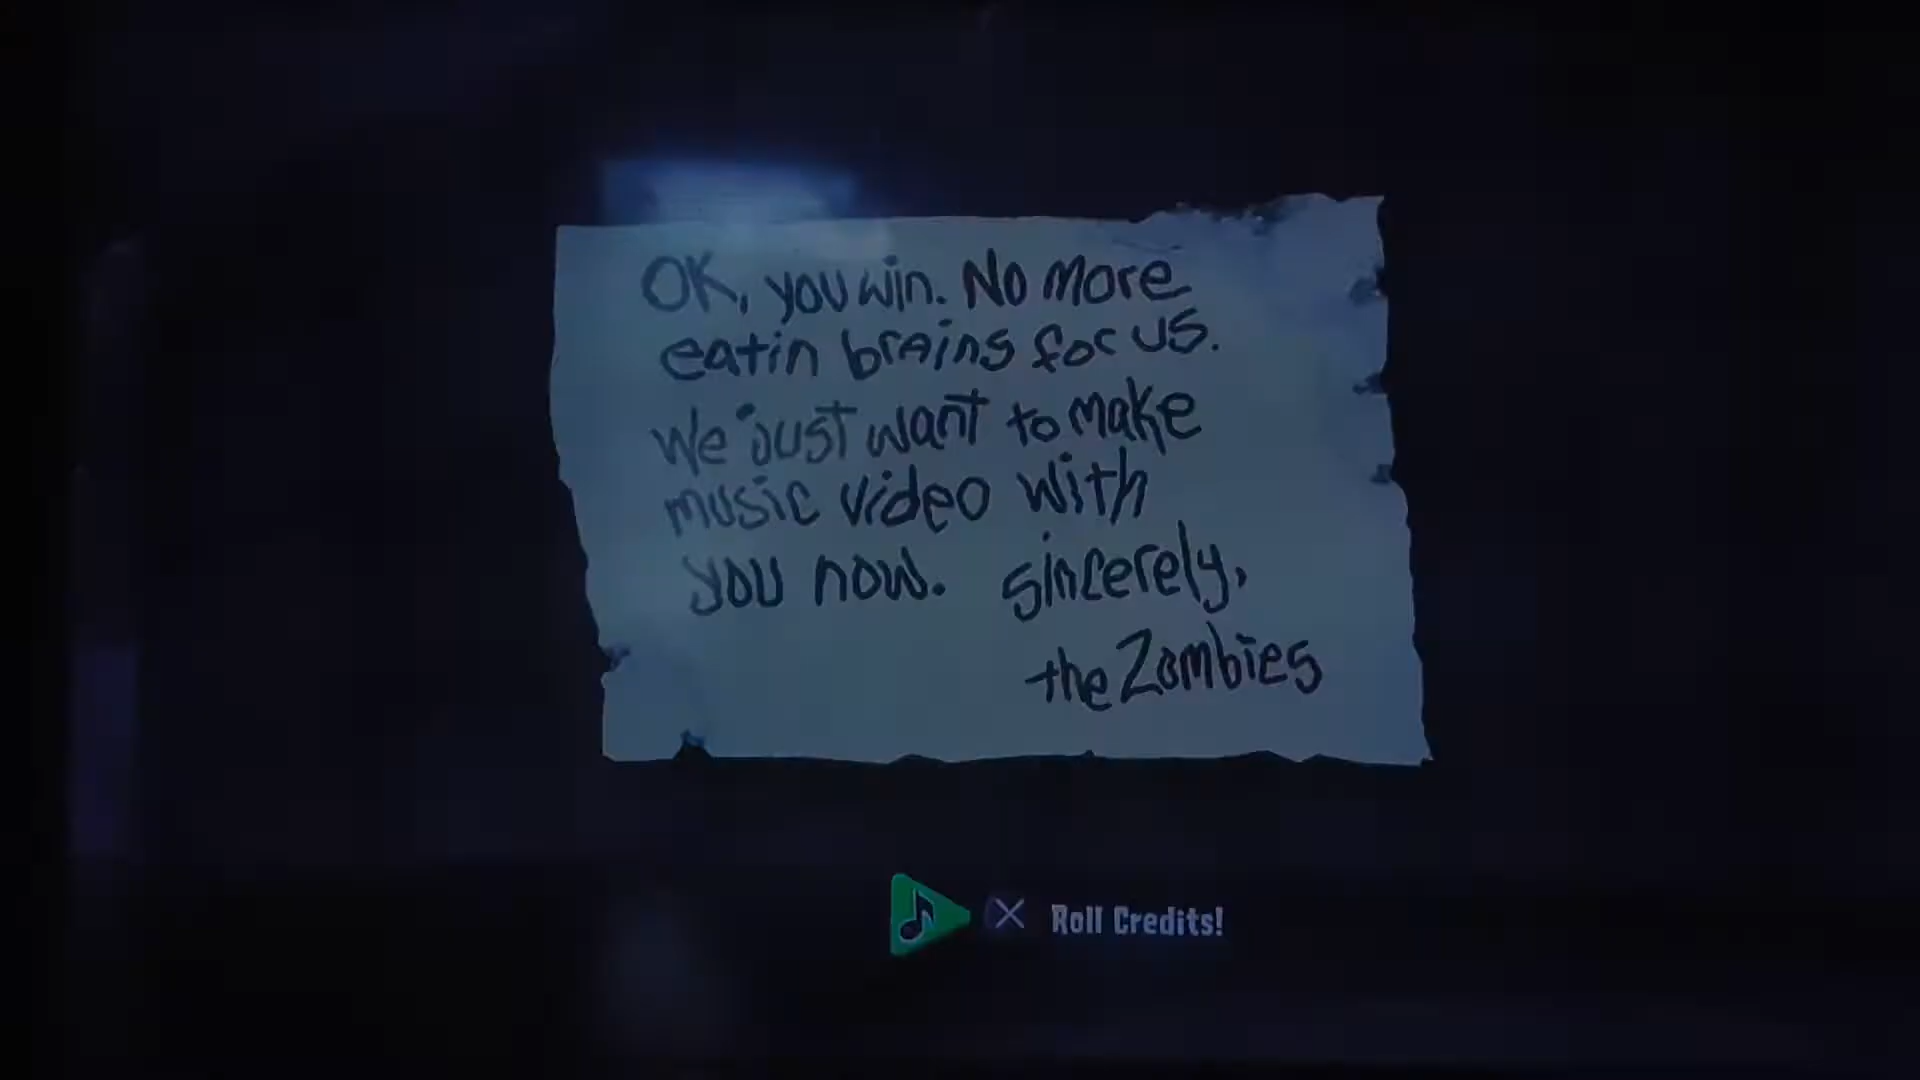 OK, you win. No more
eatin brains for us.
We just want to make
music video with
you now. sincerely,
the Zombies
Roll Credits!